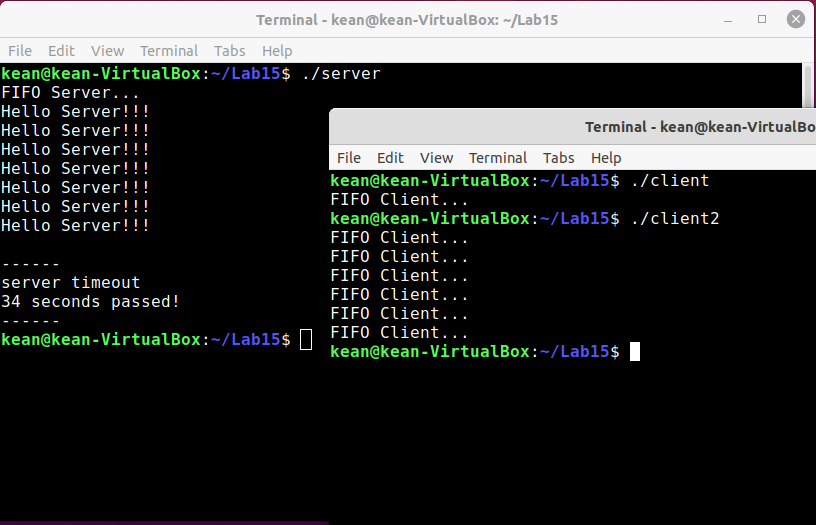 Terminal - kean@kean-VirtualBox: ~/Lab15
File Edit View Terminal Tabs Help
kean@kean-VirtualBox:~/Lab15$ ./server
FIFO Server...
Hello Server!!!
Hello Server!!!
Hello Server!!!
Hello Server!!!
Hello Server!!!
Hello Server!!!
Hello Server!!!
------
server timeout
34 seconds passed!
------
kean@kean-VirtualBox:~/Lab15$
Terminal - kean@kean-VirtualBo
File Edit View Terminal Tabs Help
kean@kean-VirtualBox:~/Lab15$ ./client
FIFO Client...
kean@kean-VirtualBox:~/Lab15$ ./client2
FIFO Client...
FIFO Client...
FIFO Client...
FIFO Client...
FIFO Client...
FIFO Client...
kean@kean-VirtualBox:~/Lab15$